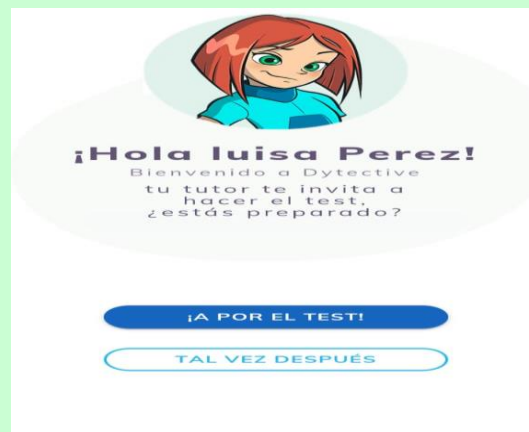 ¡Hola luisa Perez!
Bienvenido a Dytective
tu tutor te invita a
hacer el test,
¿estás preparado?
¡A POR EL TEST!
TAL VEZ DESPUÉS